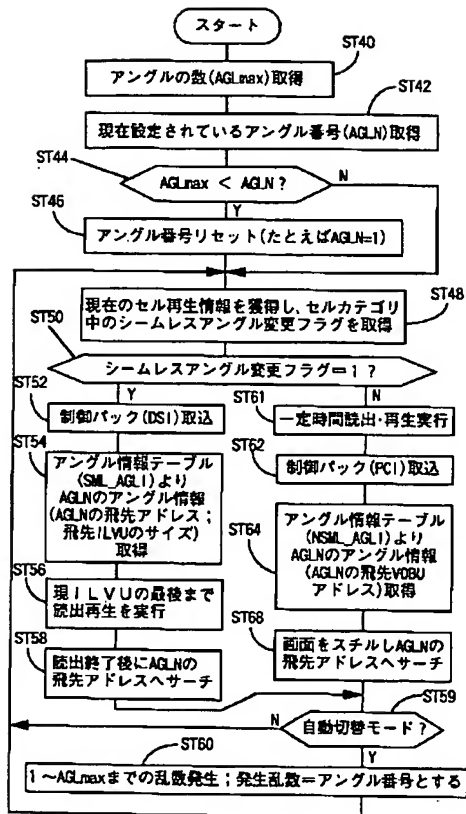 スタート
ST40
アングルの数(AGLmax)取得
ST42
現在設定されているアングル番号(AGLN)取得
ST44
AGLmax < AGLN ?
N
Y
ST46
アングル番号リセット(たとえばAGLN=1)
現在のセル再生情報を獲得し、セルカテゴリ
中のシームレスアングル変更フラグを取得
ST48
ST50
シームレスアングル変更フラグ=1 ?
Y
N
ST52
制御パック(DSI)取込
ST54
アングル情報テーブル
(SML_AGLI)より
AGLNのアングル情報
(AGLNの飛先アドレス;
飛先ILVUのサイズ)
取得
ST56
現ILVUの最後まで
読出再生を実行
ST58
読出終了後にAGLNの
飛先アドレスへサーチ
ST61
一定時間読出・再生実行
ST62
制御パック(PCI)取込
ST64
アングル情報テーブル
(NSML_AGLI)より
AGLNのアングル情報
(AGLNの飛先VOBU
アドレス)取得
ST68
画面をスチルしAGLNの
飛先アドレスへサーチ
ST59
自動切替モード?
N
Y
ST60
1~AGLmaxまでの乱数発生;発生乱数=アングル番号とする